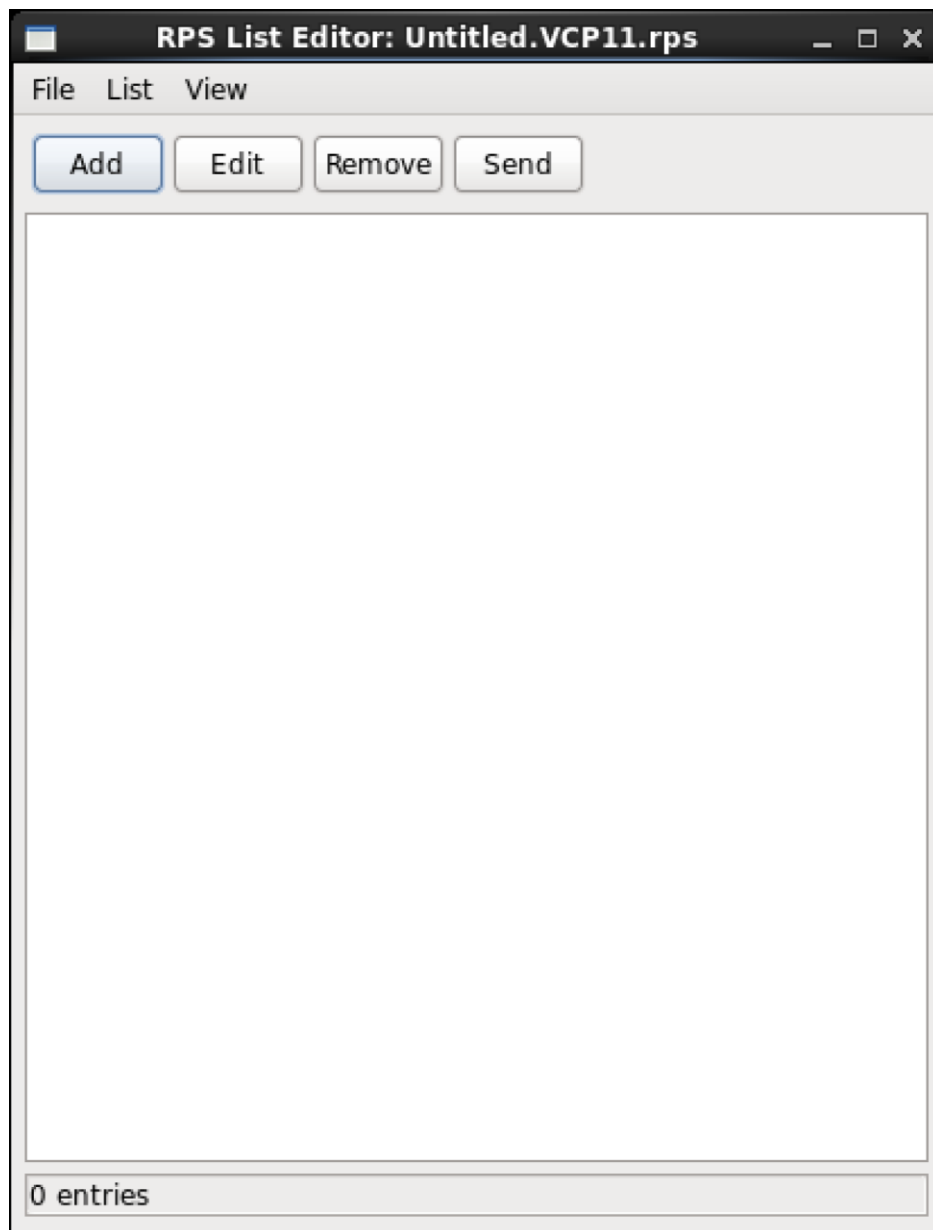 RPS List Editor: Untitled.VCP11.rps
File List View
Add Edit Remove Send
0 entries